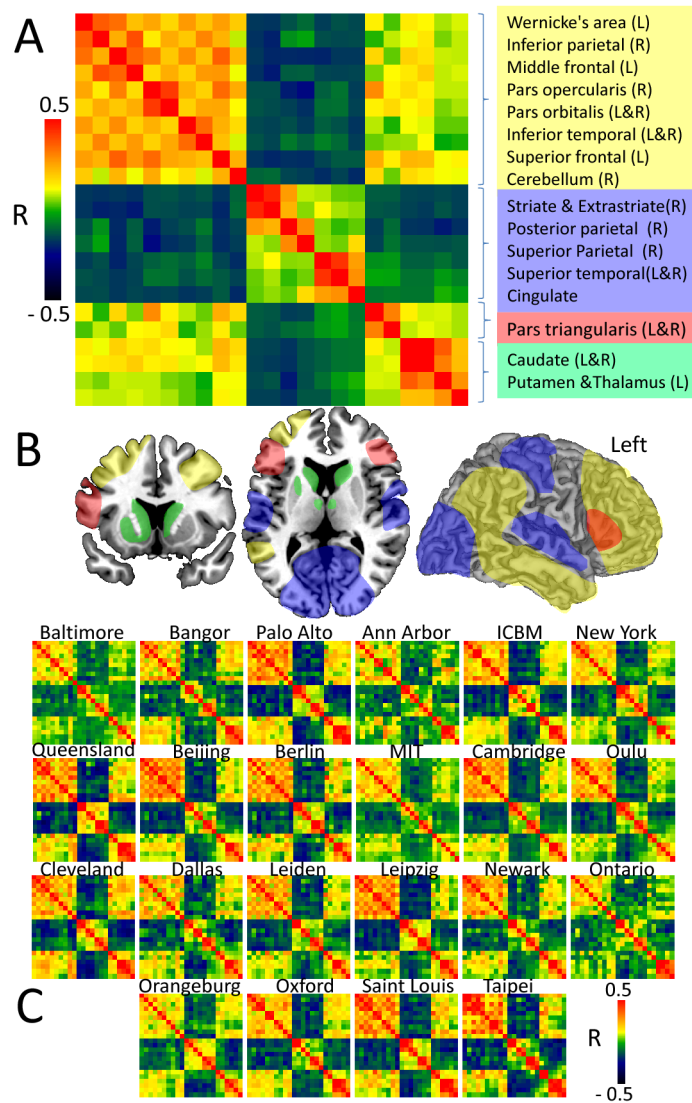 A
0.5
R
- 0.5
Wernicke's area (L)
Inferior parietal (R)
Middle frontal (L)
Pars opercularis (R)
Pars orbitalis (L&R)
Inferior temporal (L&R)
Superior frontal (L)
Cerebellum (R)
Striate & Extrastriate(R)
Posterior parietal (R)
Superior Parietal (R)
Superior temporal(L&R)
Cingulate
Pars triangularis (L&R)
Caudate (L&R)
Putamen &Thalamus (L)
B
Left
Baltimore Bangor Palo Alto Ann Arbor ICBM New York
Queensland Beijing Berlin MIT Cambridge Oulu
Cleveland Dallas Leiden Leipzig Newark Ontario
Orangeburg Oxford Saint Louis Taipei
C
0.5
R
- 0.5